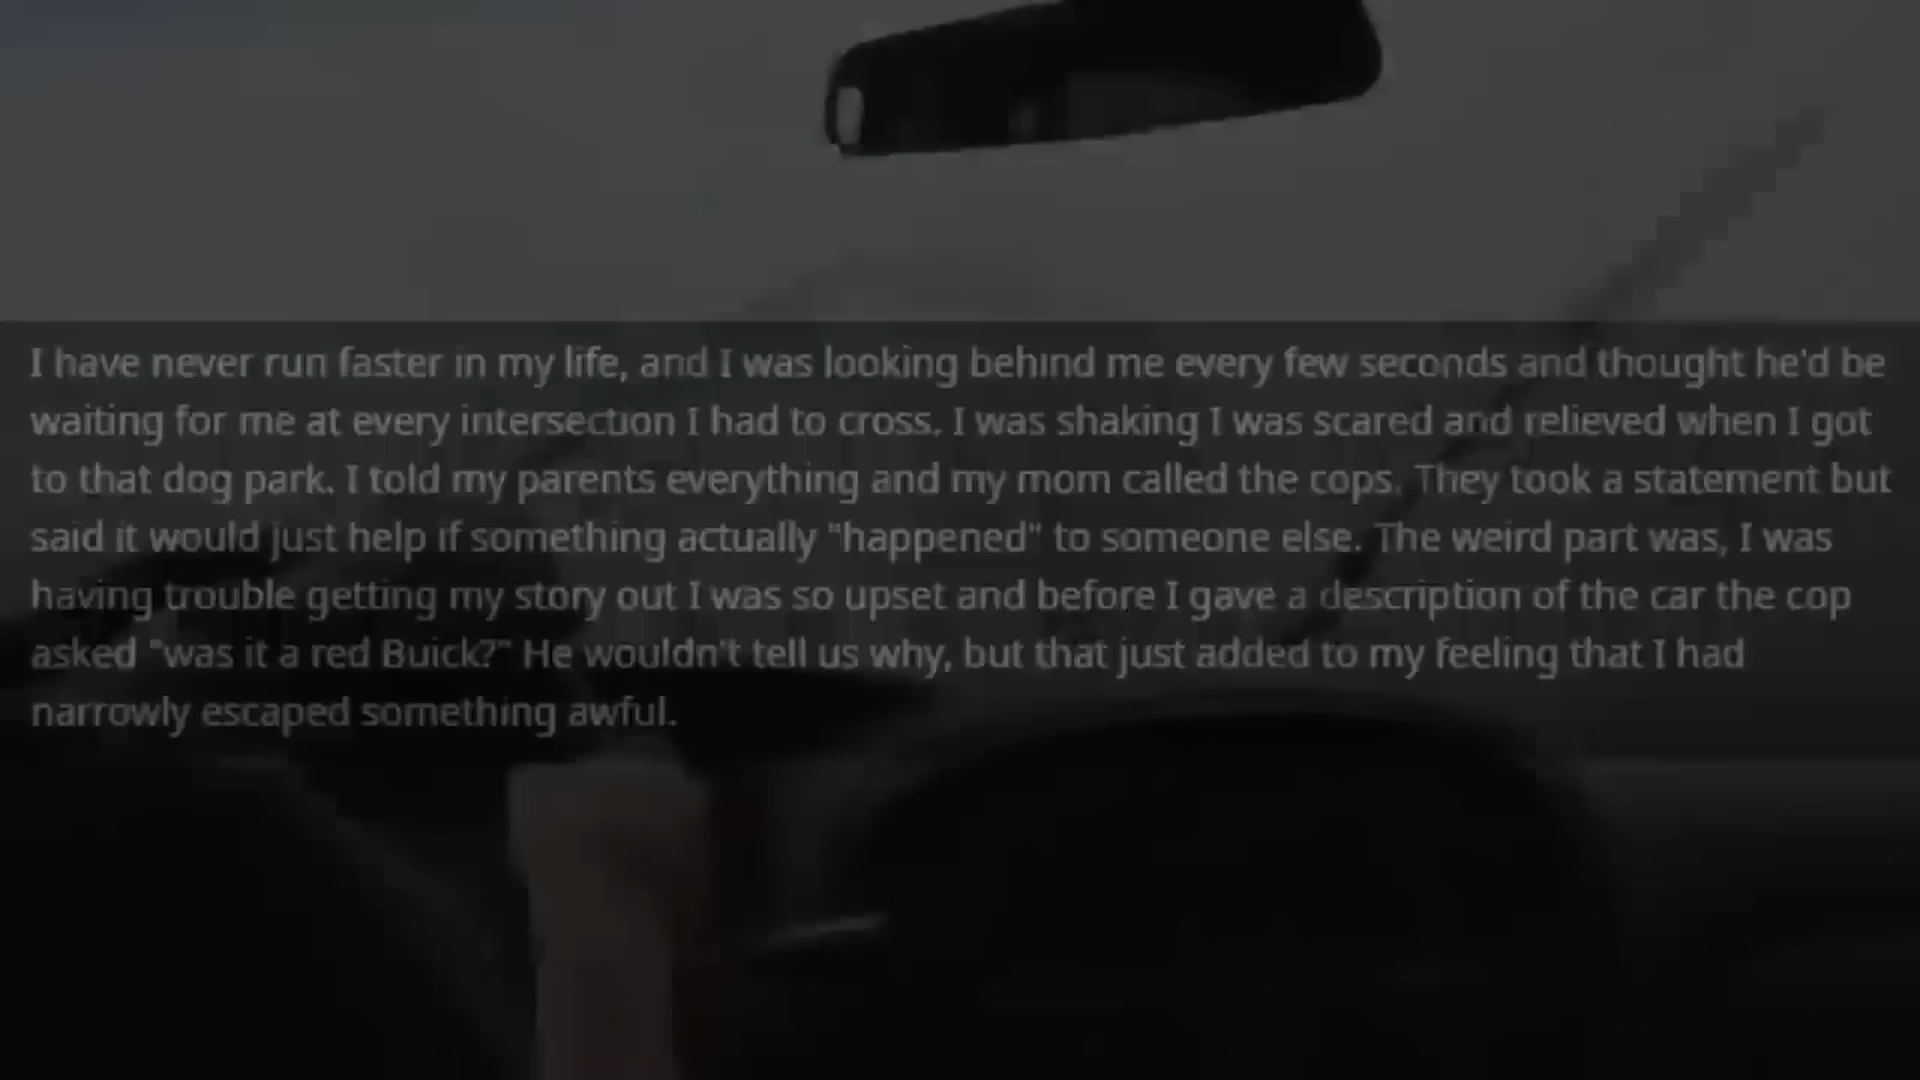 I have never run faster in my life, and I was looking behind me every few seconds and thought he'd be
waiting for me at every intersection I had to cross. I was shaking I was scared and relieved when I got
to that dog park. I told my parents everything and my mom called the cops. They took a statement but
said it would just help if something actually "happened" to someone else. The weird part was, I was
having trouble getting my story out I was so upset and before I gave a description of the car the cop
asked "was it a red Buick?" He wouldn't tell us why, but that just added to my feeling that I had
narrowly escaped something awful.